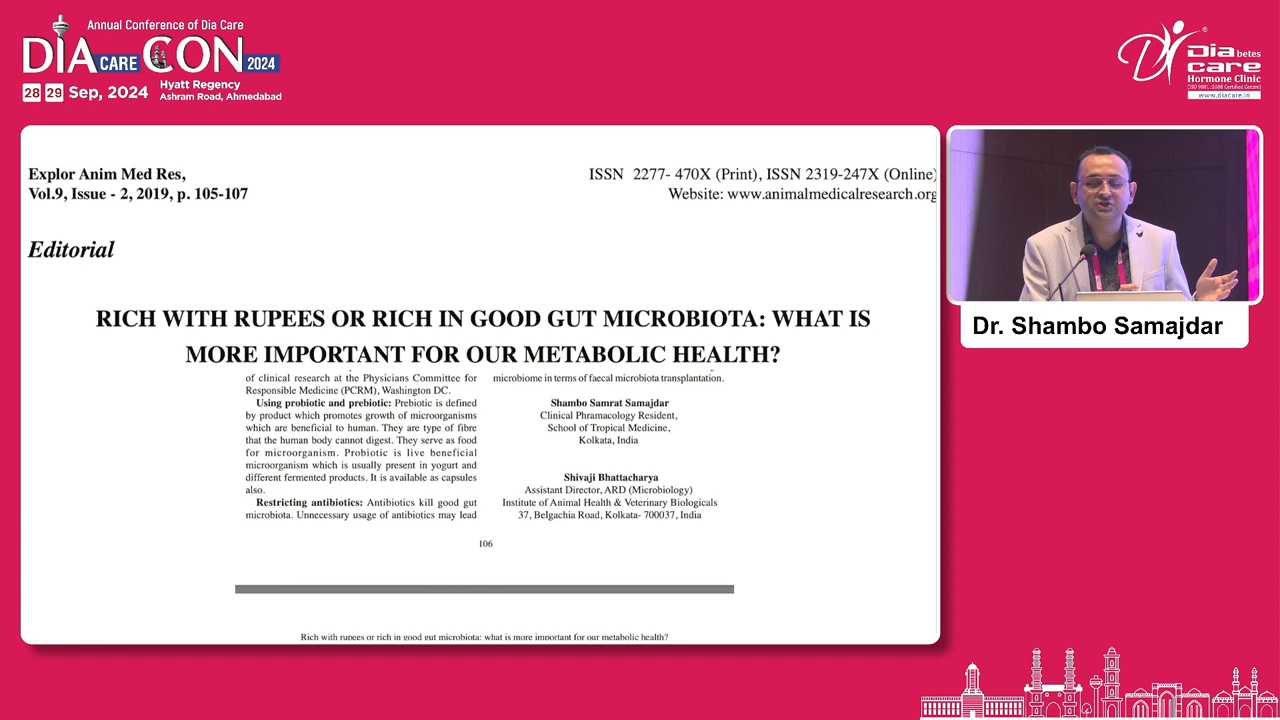 Annual Conference of Dia Care
DIA CARE CON 2024
28 29 Sep, 2024
Hyatt Regency
Ashram Road, Ahmedabad
Diabetes
care
Hormone Clinic
(ISO 9001:2008 Certified Centre)
www.diacare.in
Explor Anim Med Res,
Vol.9, Issue - 2, 2019, p. 105-107
ISSN 2277- 470X (Print), ISSN 2319-247X (Online)
Website: www.animalmedicalresearch.org
Editorial
RICH WITH RUPEES OR RICH IN GOOD GUT MICROBIOTA: WHAT IS
MORE IMPORTANT FOR OUR METABOLIC HEALTH?
of clinical research at the Physicians Committee for
Responsible Medicine (PCRM), Washington DC.
Using probiotic and prebiotic: Prebiotic is defined
by product which promotes growth of microorganisms
which are beneficial to human. They are type of fibre
that the human body cannot digest. They serve as food
for microorganism. Probiotic is live beneficial
microorganism which is usually present in yogurt and
different fermented products. It is available as capsules
also.
Restricting antibiotics: Antibiotics kill good gut
microbiota. Unnecessary usage of antibiotics may lead
microbiome in terms of faecal microbiota transplantation.
Shambo Samrat Samajdar
Clinical Phramacology Resident,
School of Tropical Medicine,
Kolkata, India
Shivaji Bhattacharya
Assistant Director, ARD (Microbiology)
Institute of Animal Health & Veterinary Biologicals
37, Belgachia Road, Kolkata- 700037, India
106
Rich with rupees or rich in good gut microbiota: what is more important for our metabolic health?
Dr. Shambo Samajdar